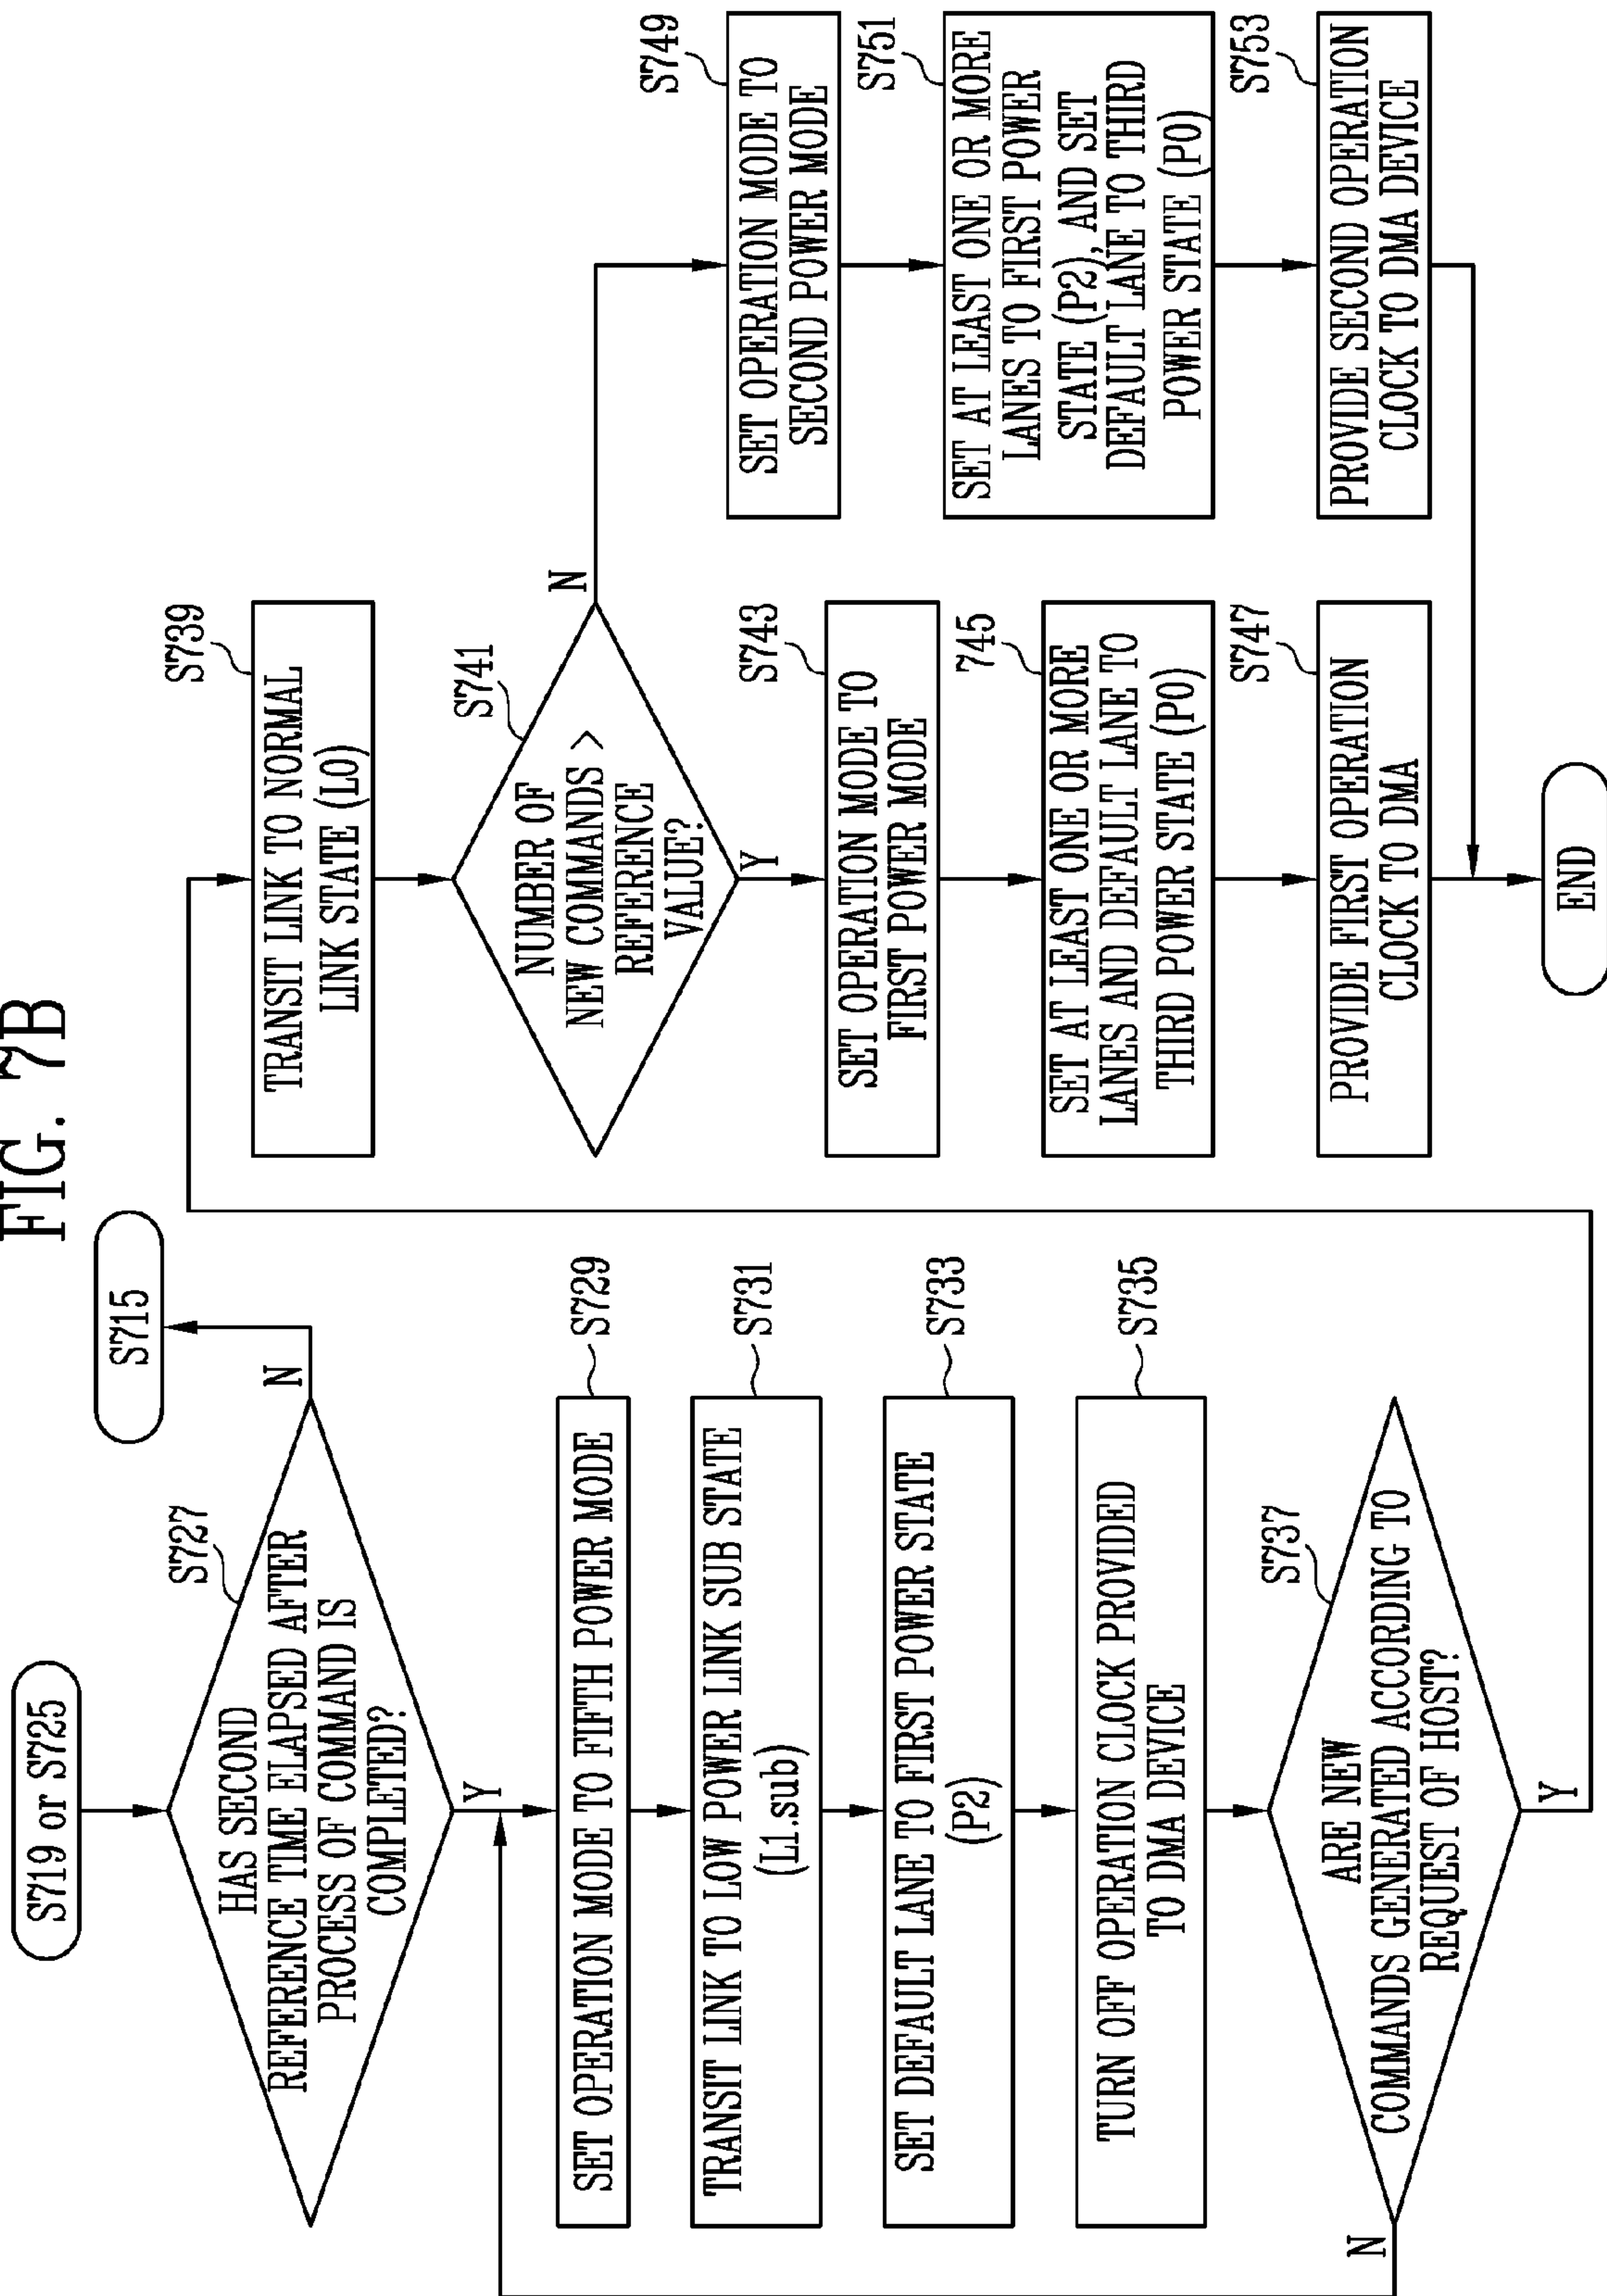 FIG. 7B
S719 or S725
S727
HAS SECOND
REFERENCE TIME ELAPSED AFTER
PROCESS OF COMMAND IS
COMPLETED?
N
S715
Y
S729
SET OPERATION MODE TO FIFTH POWER MODE
S731
TRANSIT LINK TO LOW POWER LINK SUB STATE
(L1.sub)
S733
SET DEFAULT LANE TO FIRST POWER STATE
(P2)
S735
TURN OFF OPERATION CLOCK PROVIDED
TO DMA DEVICE
S737
ARE NEW
COMMANDS GENERATED ACCORDING TO
REQUEST OF HOST?
N
Y
S739
TRANSIT LINK TO NORMAL
LINK STATE (L0)
S741
NUMBER OF
NEW COMMANDS >
REFERENCE
VALUE?
N
Y
S743
SET OPERATION MODE TO
FIRST POWER MODE
745
SET AT LEAST ONE OR MORE
LANES AND DEFAULT LANE TO
THIRD POWER STATE (P0)
S747
PROVIDE FIRST OPERATION
CLOCK TO DMA
S749
SET OPERATION MODE TO
SECOND POWER MODE
S751
SET AT LEAST ONE OR MORE
LANES TO FIRST POWER
STATE (P2), AND SET
DEFAULT LANE TO THIRD
POWER STATE (P0)
S753
PROVIDE SECOND OPERATION
CLOCK TO DMA DEVICE
END